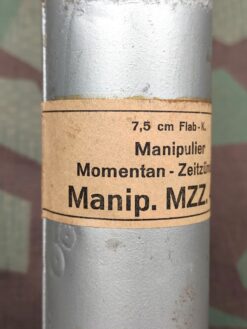 7,5 cm Flab-K.
Manipulier
Momentan - Zeitzün
Manip. MZZ.